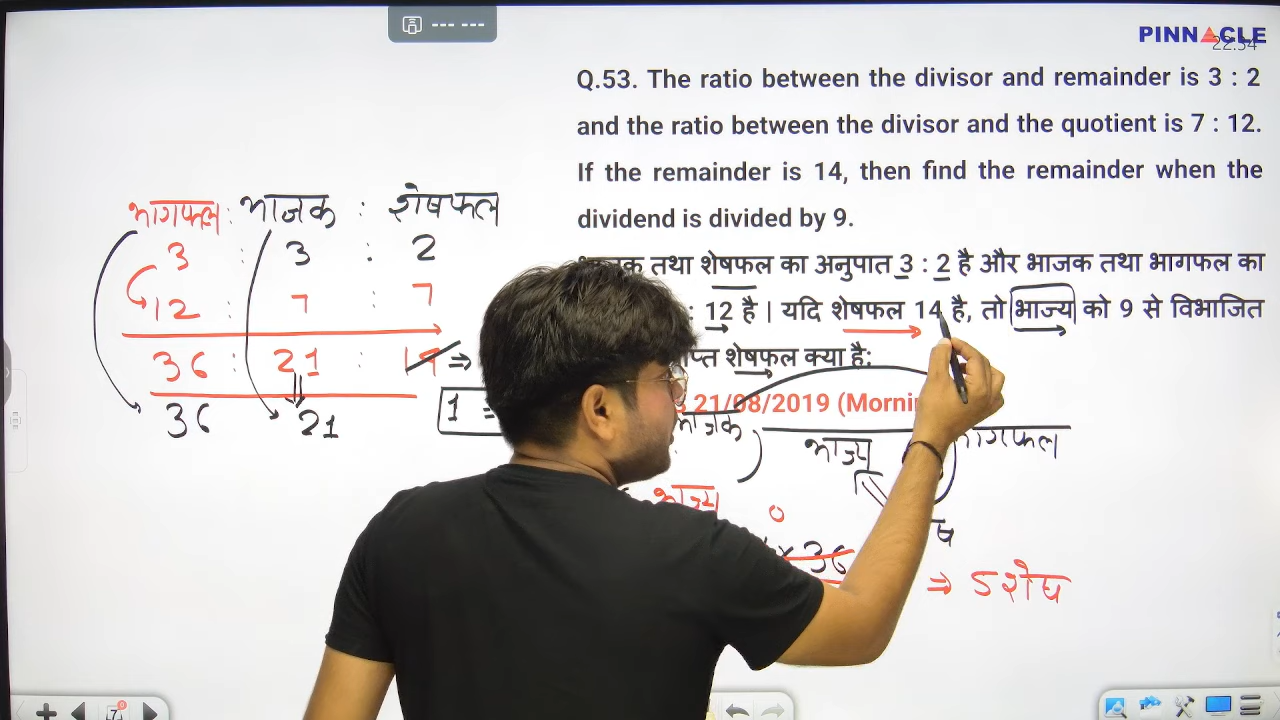 PINNACLE
22:34
Q.53. The ratio between the divisor and remainder is 3 : 2
and the ratio between the divisor and the quotient is 7 : 12.
If the remainder is 14, then find the remainder when the
dividend is divided by 9.
तथा शेषफल का अनुपात 3 : 2 है और भाजक तथा भागफल का
: 12 है | यदि शेषफल 14 है, तो भाज्य को 9 से विभाजित
शेषफल क्या है:
21/08/2019
भागफल : भाजक : शेषफल
3 : 3 : 2
12 : 7 : 7
36 : 21 : 14 ⇒
36 21
1 =
भाजक भाज्य भागफल
भाज्य
0
x 36
⇒ 5 शेष